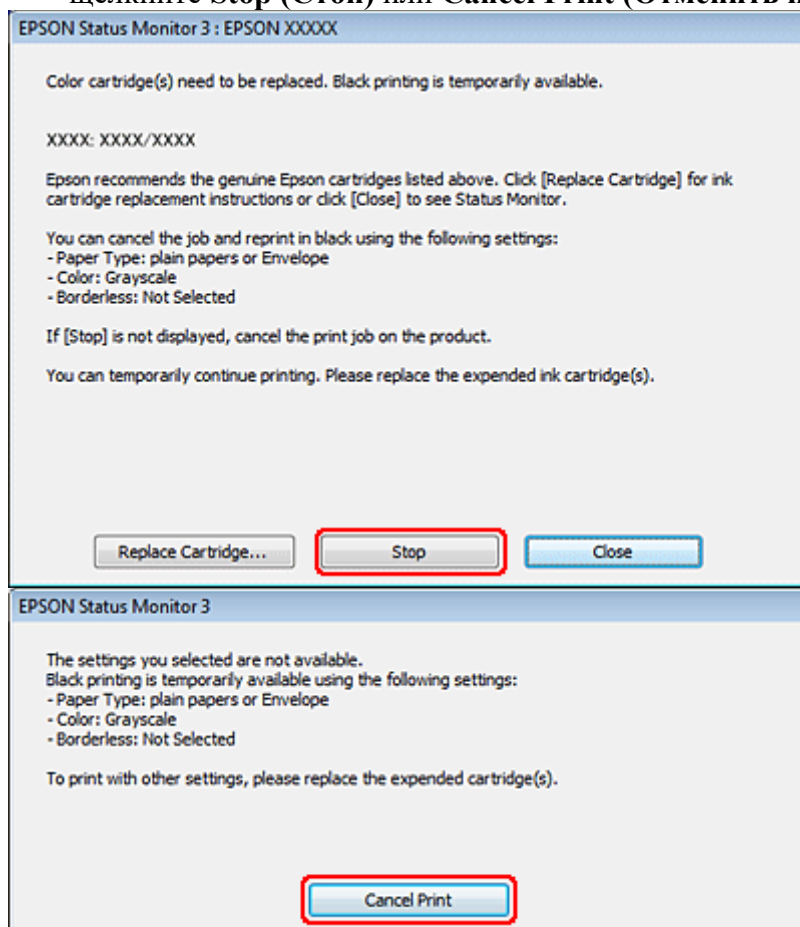 щелкните Stop (Стоп) или Cancel Print (Отменить
EPSON Status Monitor 3 : EPSON XXXXX
Color cartridge(s) need to be replaced. Black printing is temporarily available.
XXXX: XXXX/XXXX
Epson recommends the genuine Epson cartridges listed above. Click [Replace Cartridge] for ink
cartridge replacement instructions or click [Close] to see Status Monitor.
You can cancel the job and reprint in black using the following settings:
- Paper Type: plain papers or Envelope
- Color: Grayscale
- Borderless: Not Selected
If [Stop] is not displayed, cancel the print job on the product.
You can temporarily continue printing. Please replace the expended ink cartridge(s).
Replace Cartridge... Stop Close
EPSON Status Monitor 3
The settings you selected are not available.
Black printing is temporarily available using the following settings:
- Paper Type: plain papers or Envelope
- Color: Grayscale
- Borderless: Not Selected
To print with other settings, please replace the expended cartridge(s).
Cancel Print